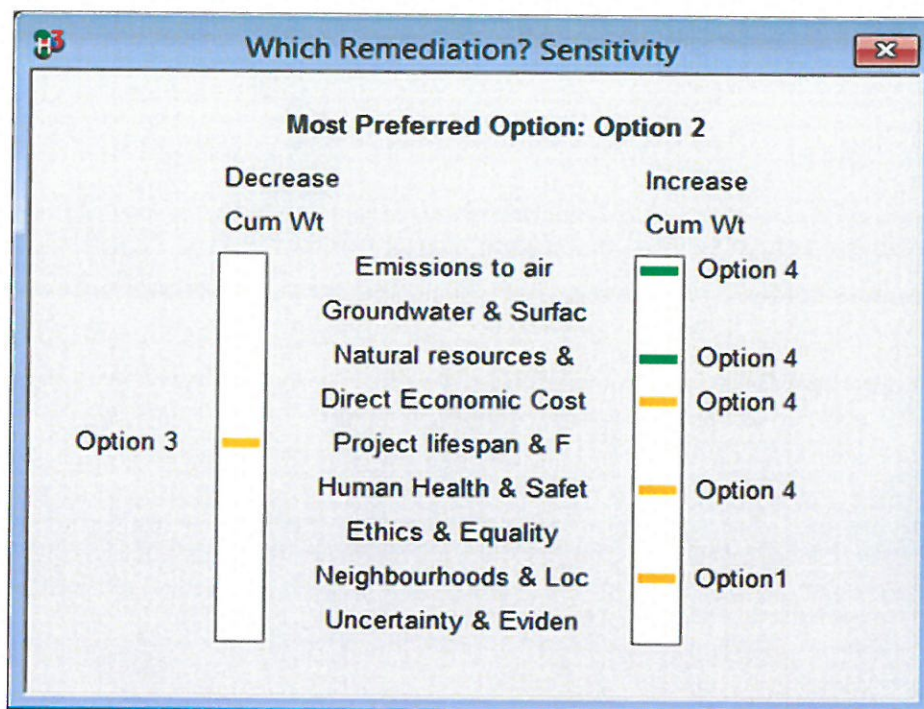 H3
Which Remediation? Sensitivity
Most Preferred Option: Option 2
Decrease
Cum Wt
Increase
Cum Wt
Emissions to air
Option 4
Groundwater & Surfac
Natural resources &
Option 4
Direct Economic Cost
Option 4
Option 3
Project lifespan & F
Human Health & Safet
Option 4
Ethics & Equality
Neighbourhoods & Loc
Option1
Uncertainty & Eviden